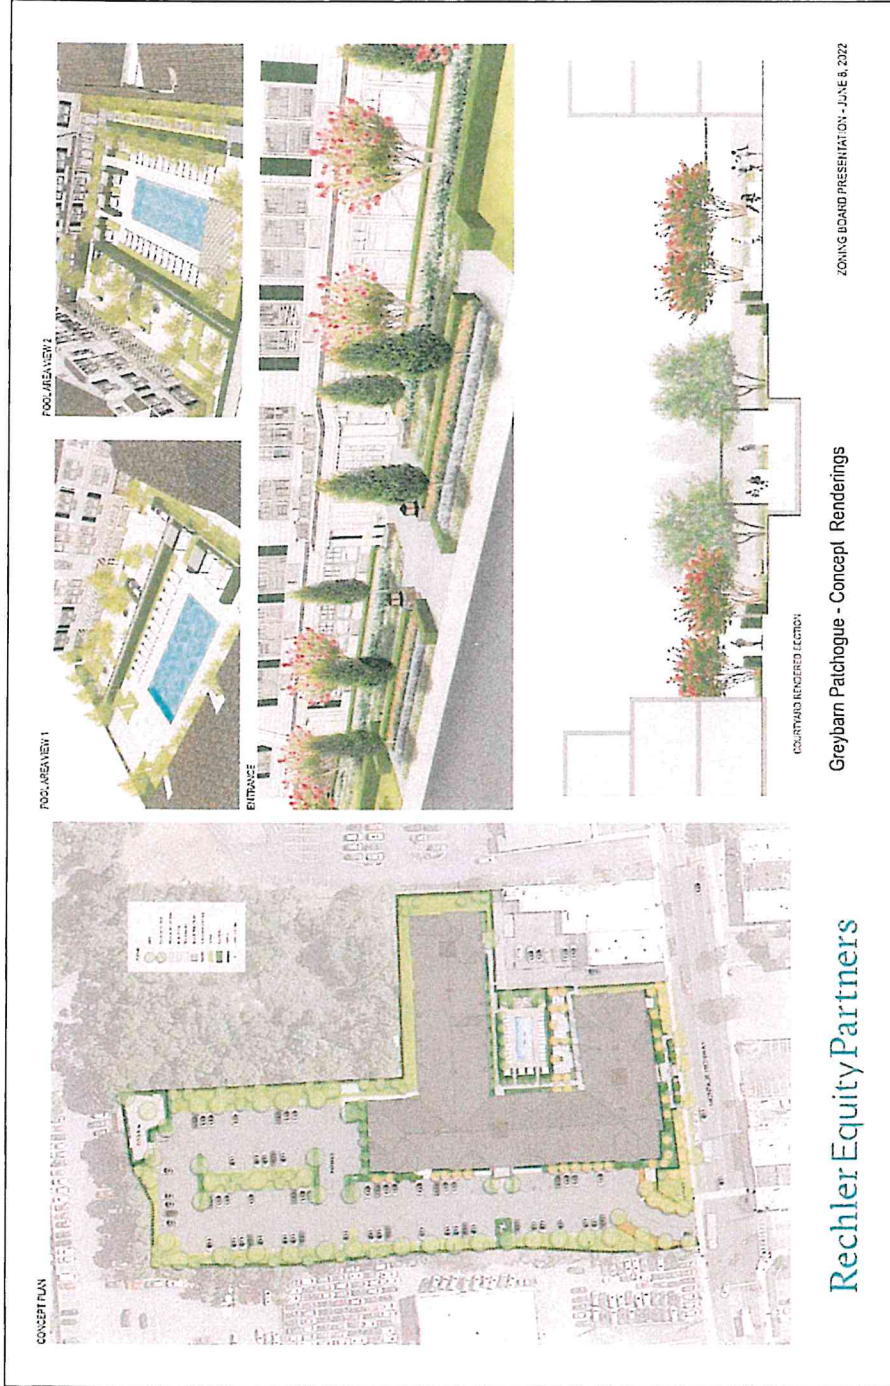 CONCEPT PLAN
POOL AREA VIEW 1
POOL AREA VIEW 2
ENTRANCE
COURTYARD RENDERED SECTION
Rechler Equity Partners
Greybarn Patchogue - Concept Renderings
ZONING BOARD PRESENTATION - JUNE 8, 2022